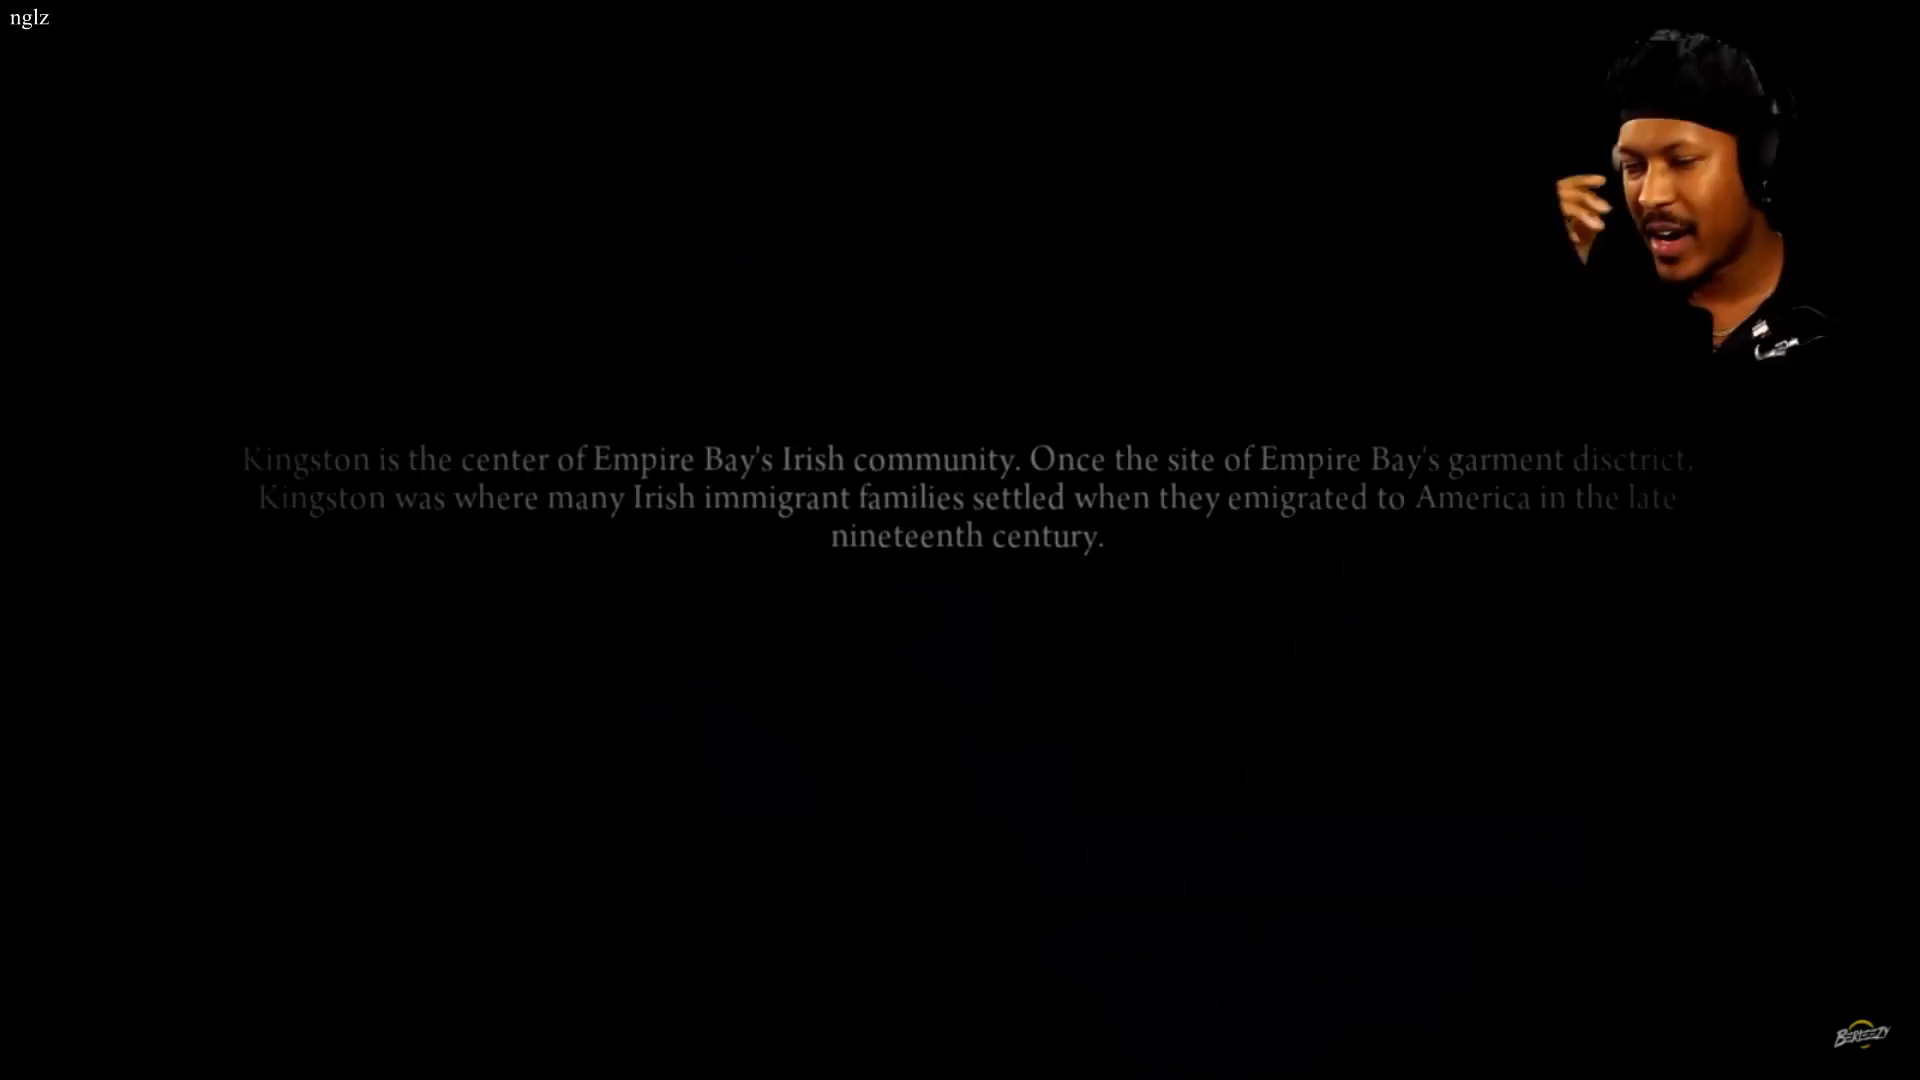 nglz
Kingston is the center of Empire Bay's Irish community. Once the site of Empire Bay's garment disctrict,
Kingston was where many Irish immigrant families settled when they emigrated to America in the late
nineteenth century.
BERLEEZY